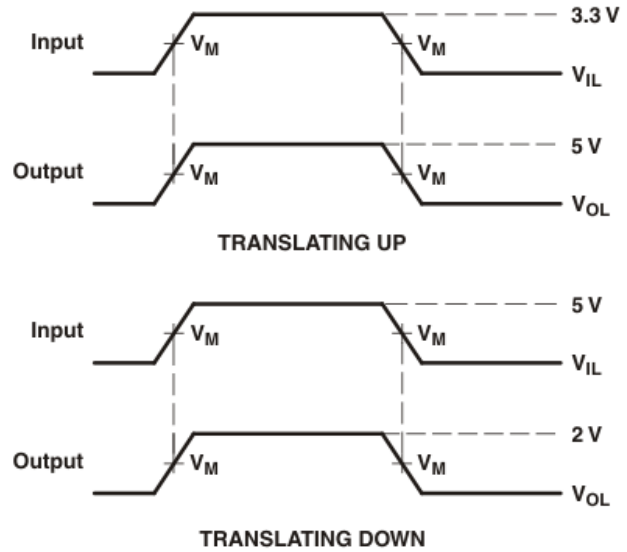 3.3 V
Input VM VM
VIL
5 V
Output VM VM
VOL
TRANSLATING UP
5 V
Input VM VM
VIL
2 V
Output VM VM
VOL
TRANSLATING DOWN